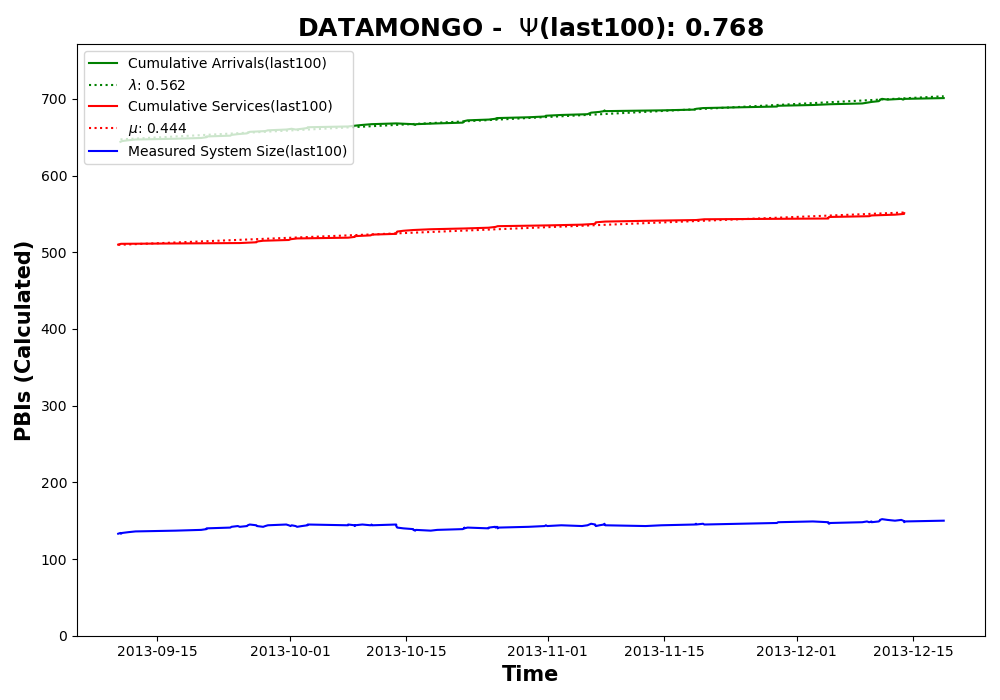 DATAMONGO - Ψ(last100): 0.768
Cumulative Arrivals(last100)
λ: 0.562
Cumulative Services(last100)
μ: 0.444
Measured System Size(last100)
PBIs (Calculated)
700
600
500
400
300
200
100
0
2013-09-15 2013-10-01 2013-10-15 2013-11-01 2013-11-15 2013-12-01 2013-12-15
Time